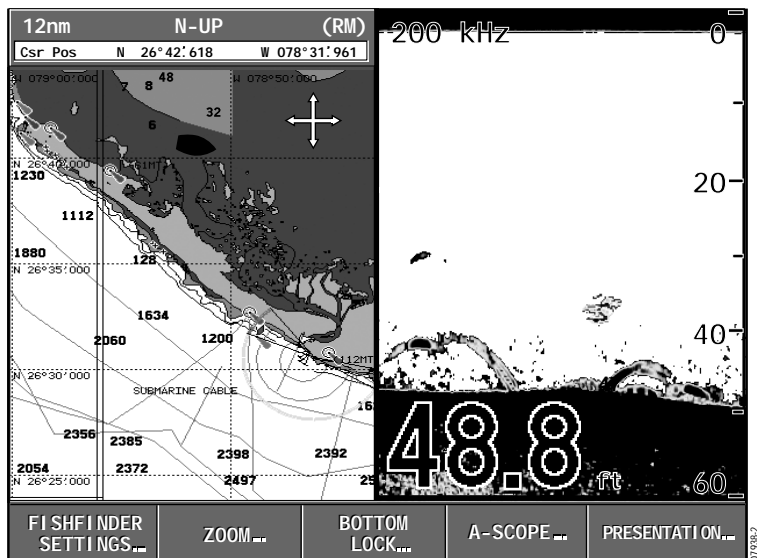 12nm N-UP (RM)
Csr Pos N 26°42'.618 W 078°31'.961
W 079°00'.000 W 078°50'.000
7 8 48
32
6
N 26°40'.000
61MT
1230
1112
1880
128
N 26°35'.000
1634
2060
1200
112MT
N 26°30'.000
SUBMARINE CABLE
2356
2385
2398
2392
2054
2372
2497
N 26°25'.000
200 kHz
0
20
40
60
48.8 ft
FISHFINDER SETTINGS...
ZOOM...
BOTTOM LOCK...
A-SCOPE...
PRESENTATION...